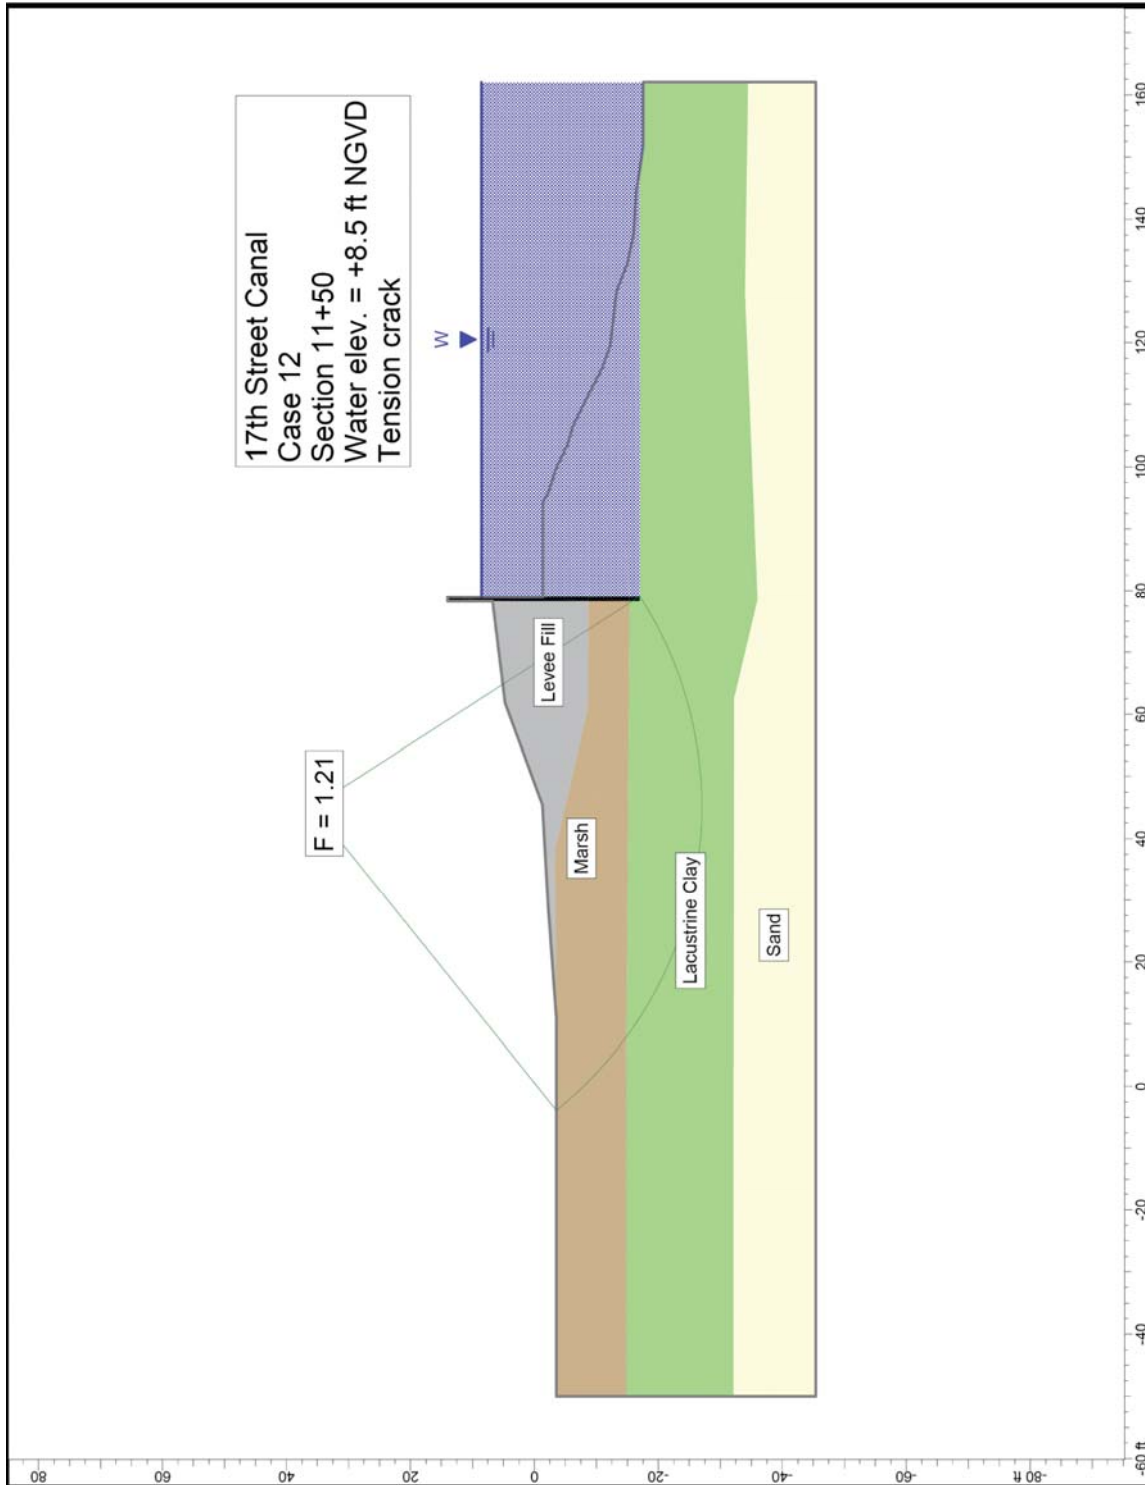 17th Street Canal
Case 12
Section 11+50
Water elev. = +8.5 ft NGVD
Tension crack
W
F = 1.21
Levee Fill
Marsh
Lacustrine Clay
Sand
80
60
40
20
0
-20
-40
-60
-80 ft
-60 ft
-40
-20
0
20
40
60
80
100
120
140
160